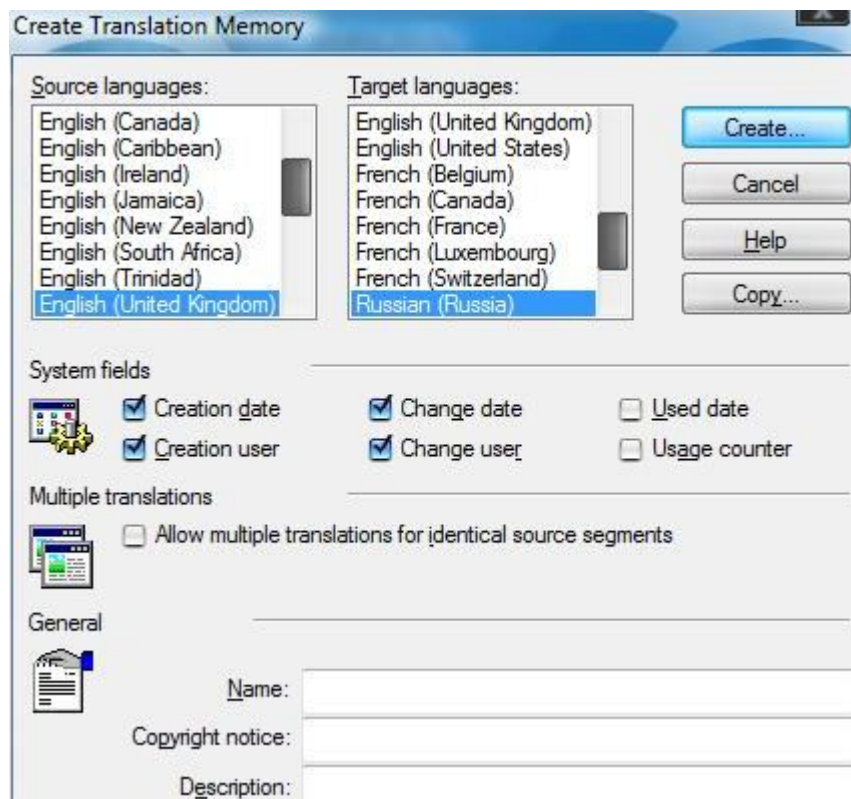 Create Translation Memory
Source languages:
English (Canada)
English (Caribbean)
English (Ireland)
English (Jamaica)
English (New Zealand)
English (South Africa)
English (Trinidad)
English (United Kingdom)
Target languages:
English (United Kingdom)
English (United States)
French (Belgium)
French (Canada)
French (France)
French (Luxembourg)
French (Switzerland)
Russian (Russia)
Create...
Cancel
Help
Copy...
System fields
Creation date
Change date
Used date
Creation user
Change user
Usage counter
Multiple translations
Allow multiple translations for identical source segments
General
Name:
Copyright notice:
Description: